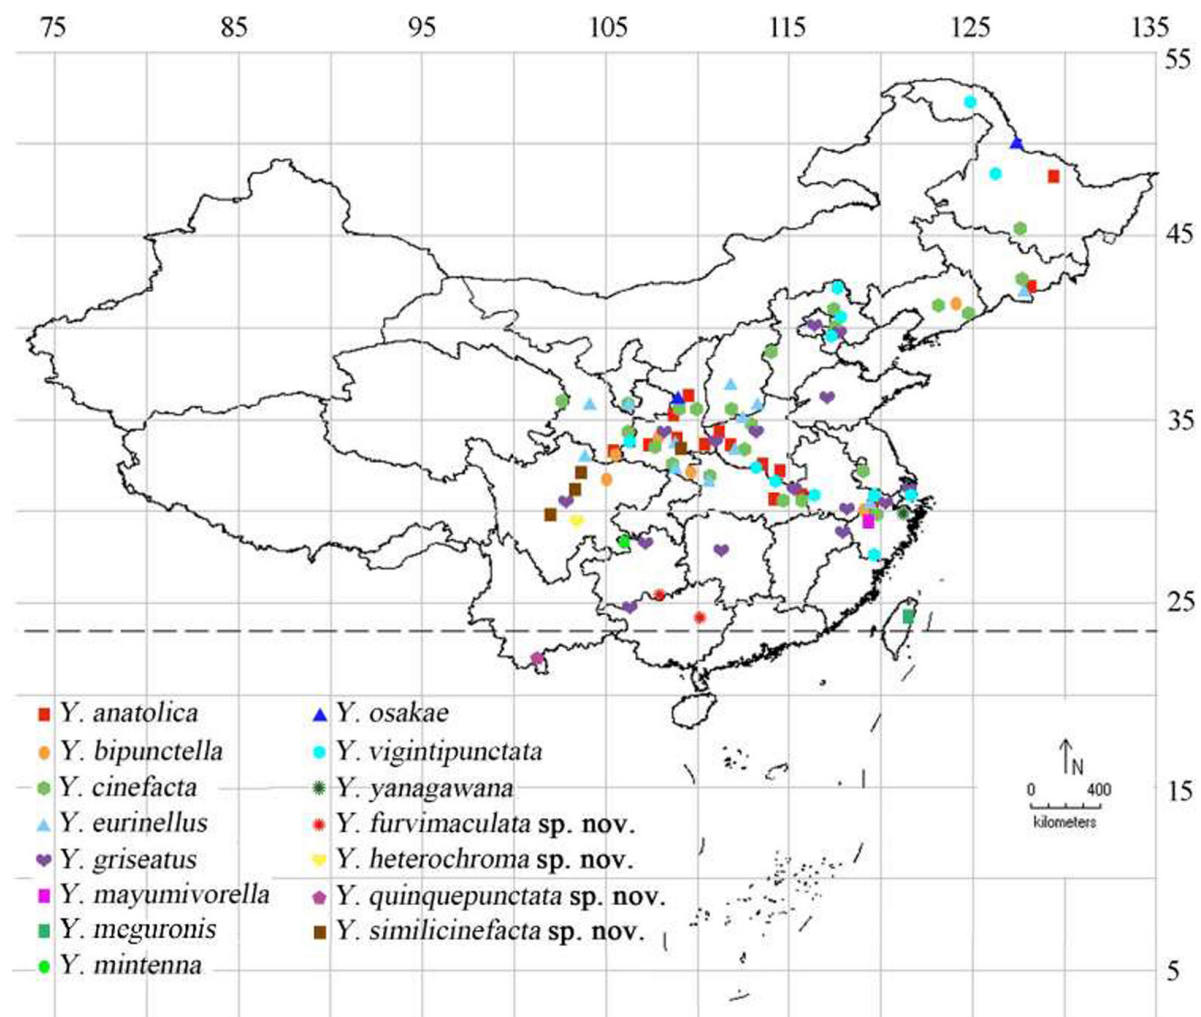 75 85 95 105 115 125 135
55
45
35
25
15
5
Y. anatolica
Y. bipunctella
Y. cinefacta
Y. eurinellus
Y. griseatus
Y. mayumivorella
Y. meguronis
Y. mintenna
Y. osakae
Y. vigintipunctata
Y. yanagawana
Y. furvimaculata sp. nov.
Y. heterochroma sp. nov.
Y. quinquepunctata sp. nov.
Y. similicinefacta sp. nov.
N
0 400
kilometers